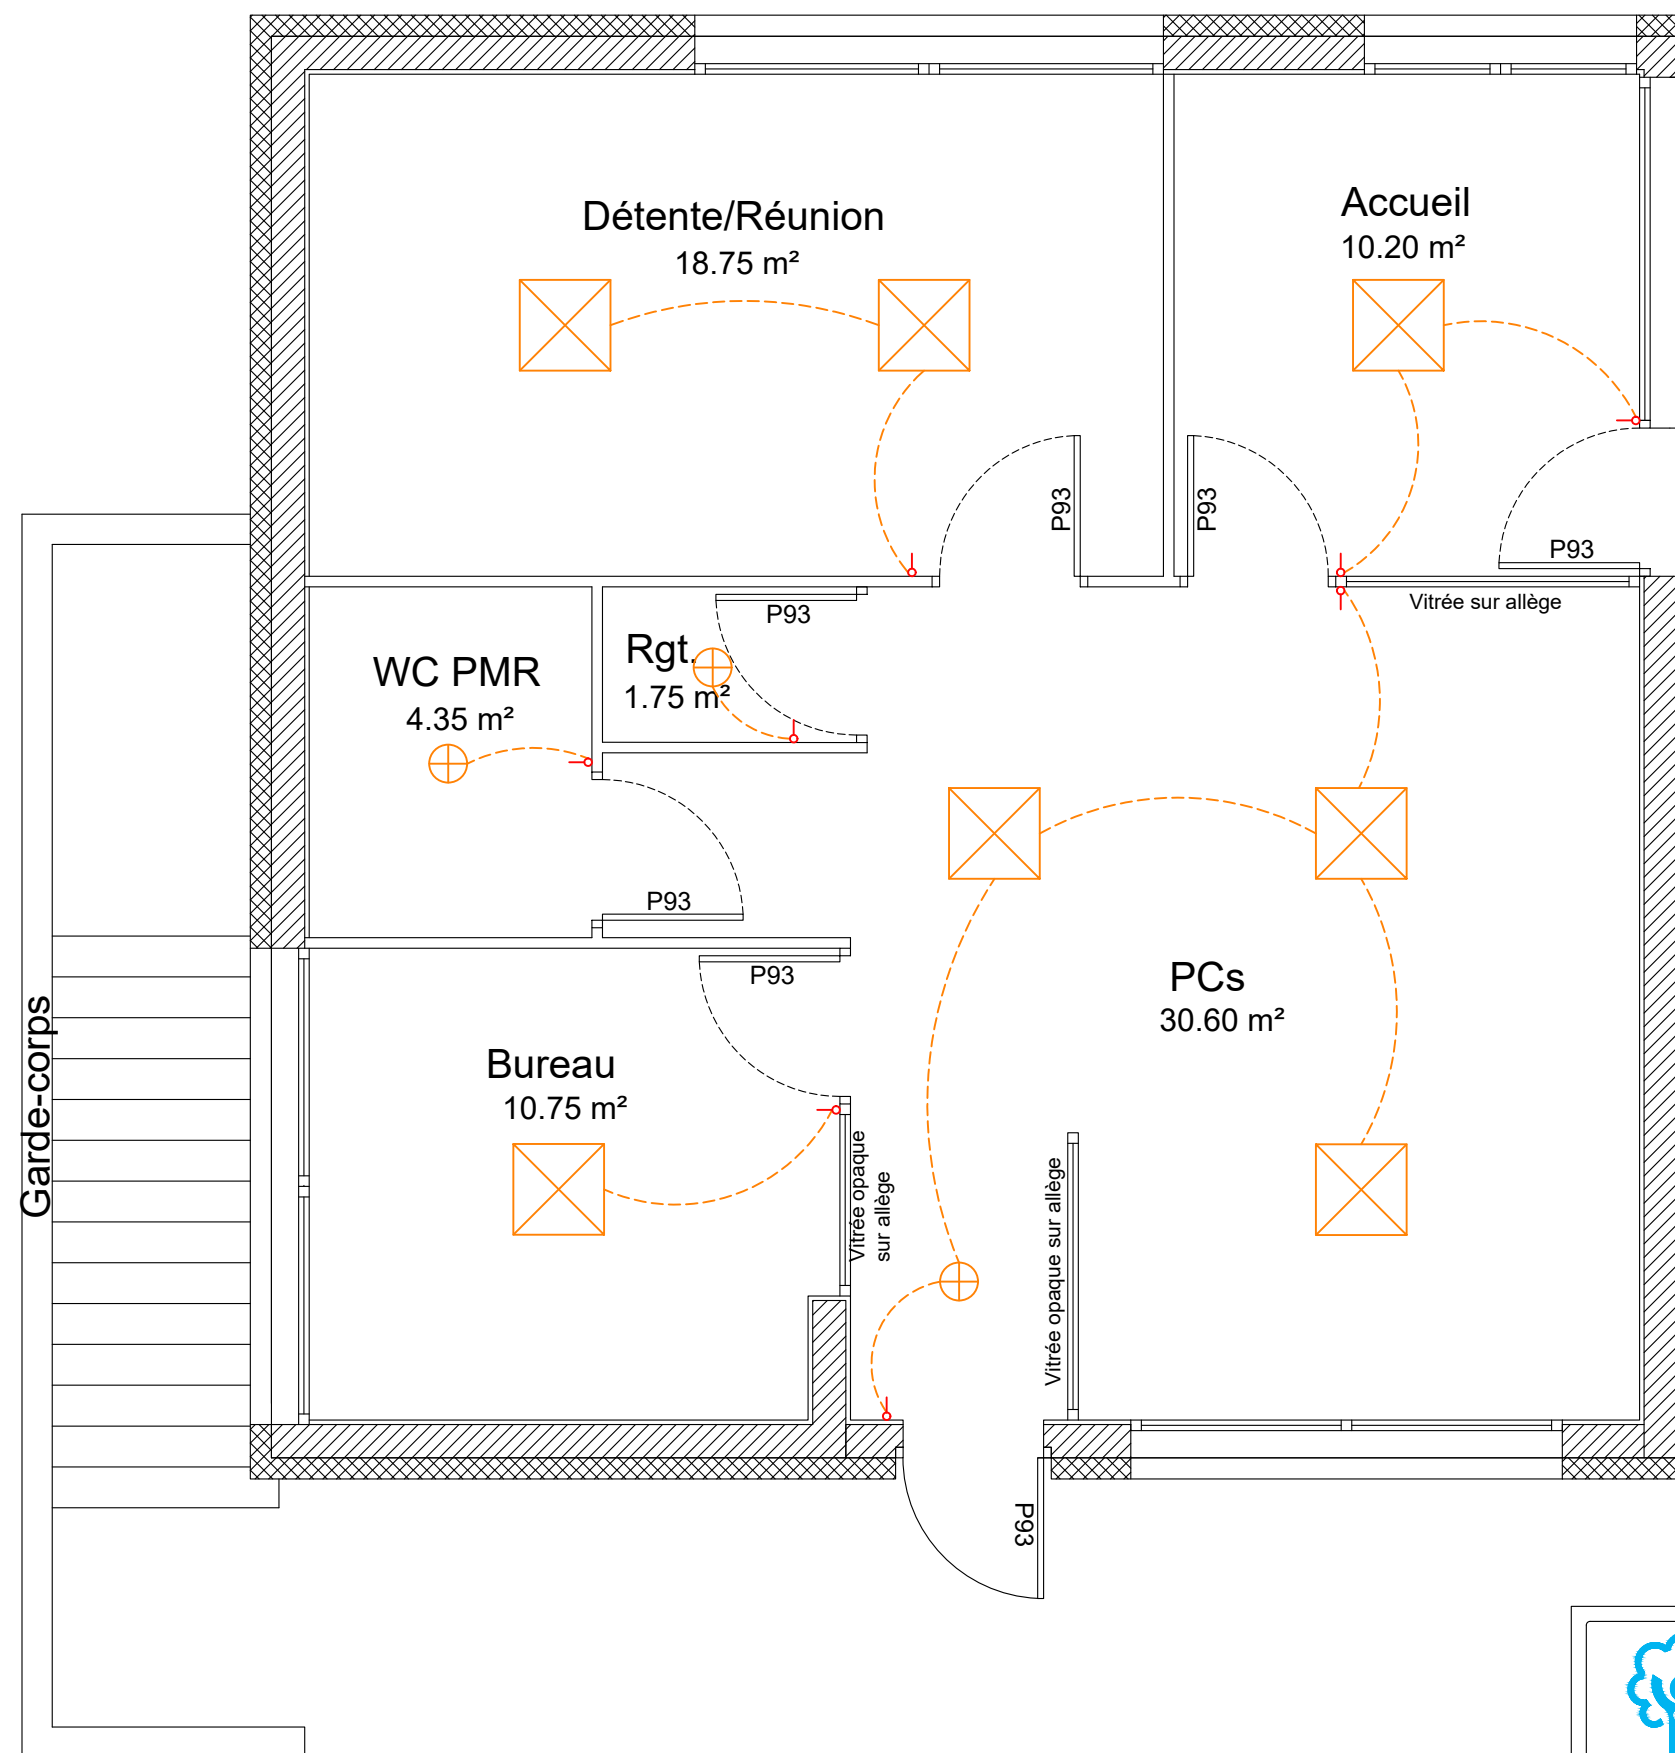 Détente/Réunion
18.75 m²
Accueil
10.20 m²
P93
P93
P93
Vitrée sur allège
P93
Rgt.
1.75 m²
WC PMR
4.35 m²
P93
P93
PCs
30.60 m²
Bureau
10.75 m²
Garde-corps
Vitrée opaque
sur allège
Vitrée opaque sur allège
P93